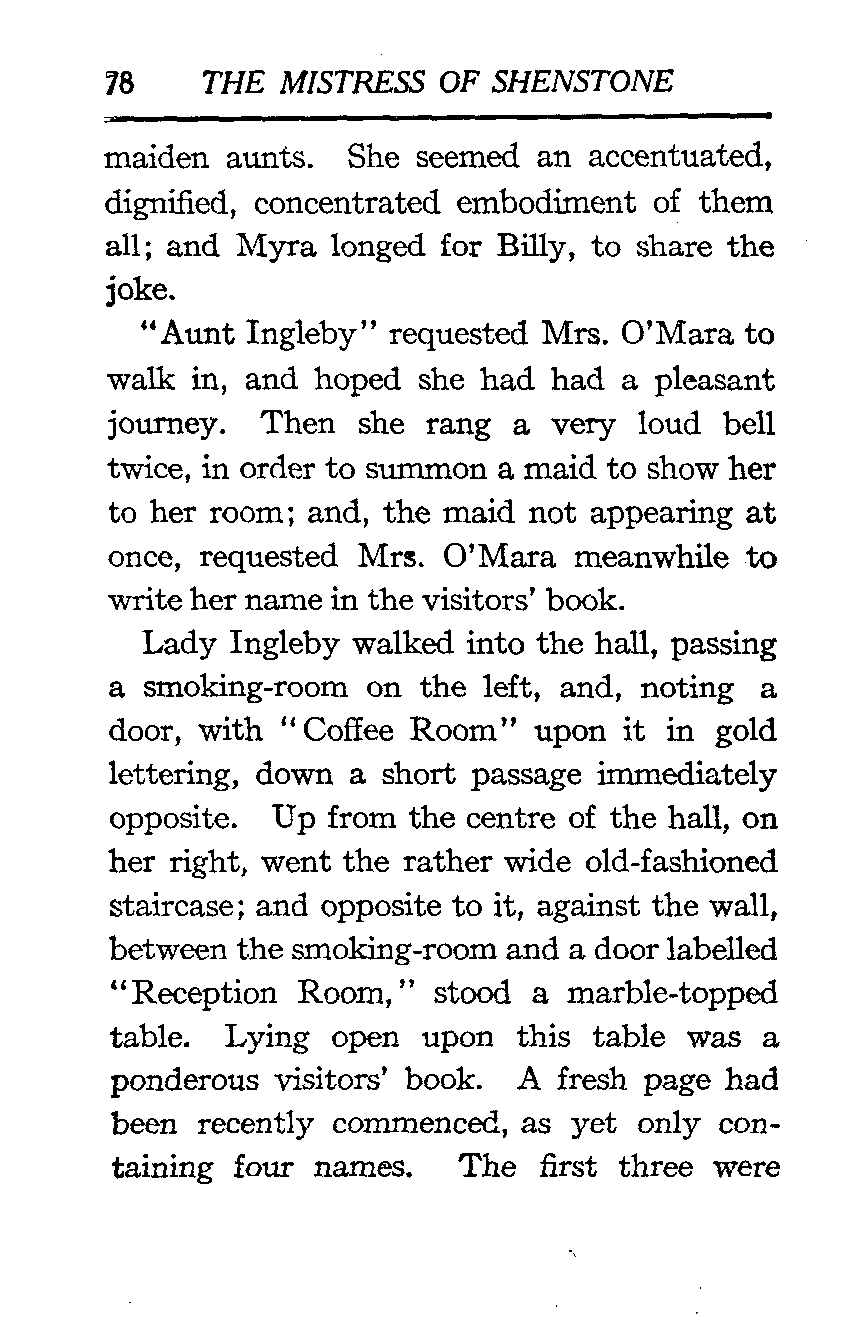 78 THE MISTRESS OF SHENSTONE
maiden aunts. She seemed an accentuated,
dignified, concentrated embodiment of them
all; and Myra longed for Billy, to share the
joke.
"Aunt Ingleby" requested Mrs. O'Mara to
walk in, and hoped she had had a pleasant
journey. Then she rang a very loud bell
twice, in order to summon a maid to show her
to her room; and, the maid not appearing at
once, requested Mrs. O'Mara meanwhile to
write her name in the visitors' book.
Lady Ingleby walked into the hall, passing
a smoking-room on the left, and, noting a
door, with "Coffee Room" upon it in gold
lettering, down a short passage immediately
opposite. Up from the centre of the hall, on
her right, went the rather wide old-fashioned
staircase; and opposite to it, against the wall,
between the smoking-room and a door labelled
"Reception Room," stood a marble-topped
table. Lying open upon this table was a
ponderous visitors' book. A fresh page had
been recently commenced, as yet only con-
taining four names. The first three were